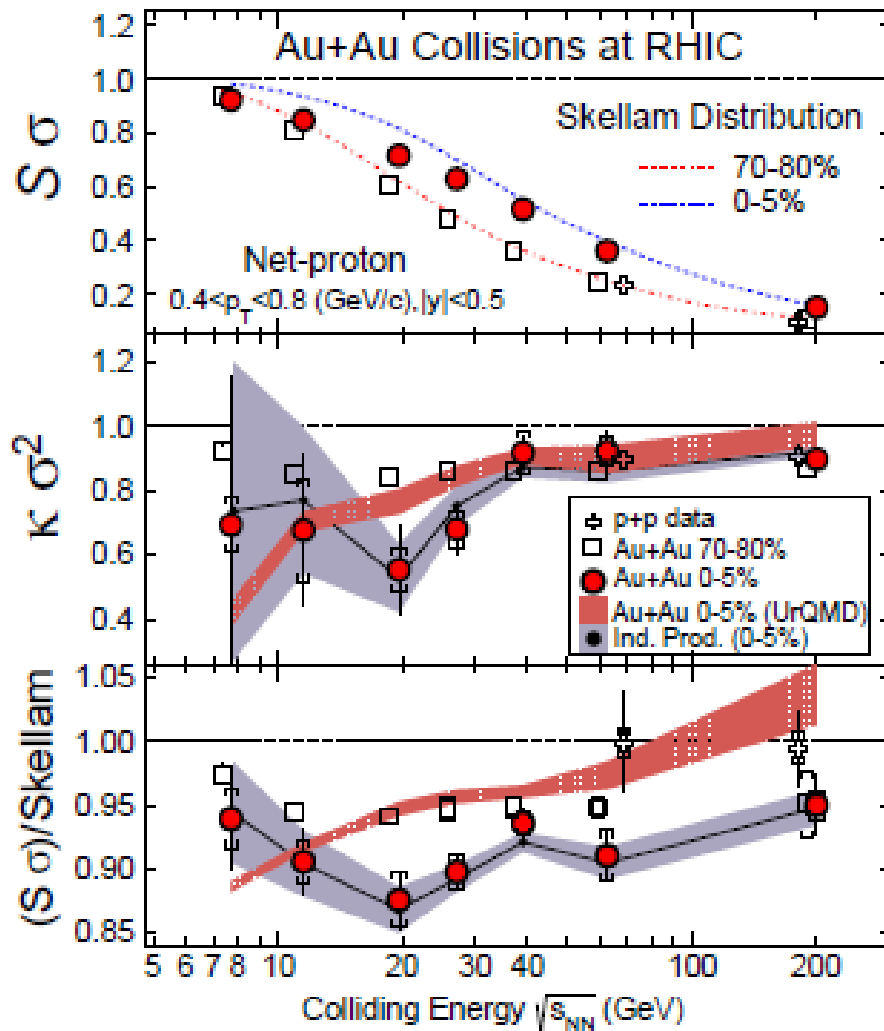 Au+Au Collisions at RHIC
Skellam Distribution
70-80%
0-5%
Net-proton
0.4<p_T<0.8 (GeV/c),|y|<0.5
S σ
1.2
1.0
0.8
0.6
0.4
0.2
κ σ²
1.2
1.0
0.8
0.6
0.4
p+p data
Au+Au 70-80%
Au+Au 0-5%
Au+Au 0-5% (UrQMD)
Ind. Prod. (0-5%)
(S σ)/Skellam
1.05
1.00
0.95
0.90
0.85
5 6 7 8 10 20 30 40 100 200
Colliding Energy √s_NN (GeV)